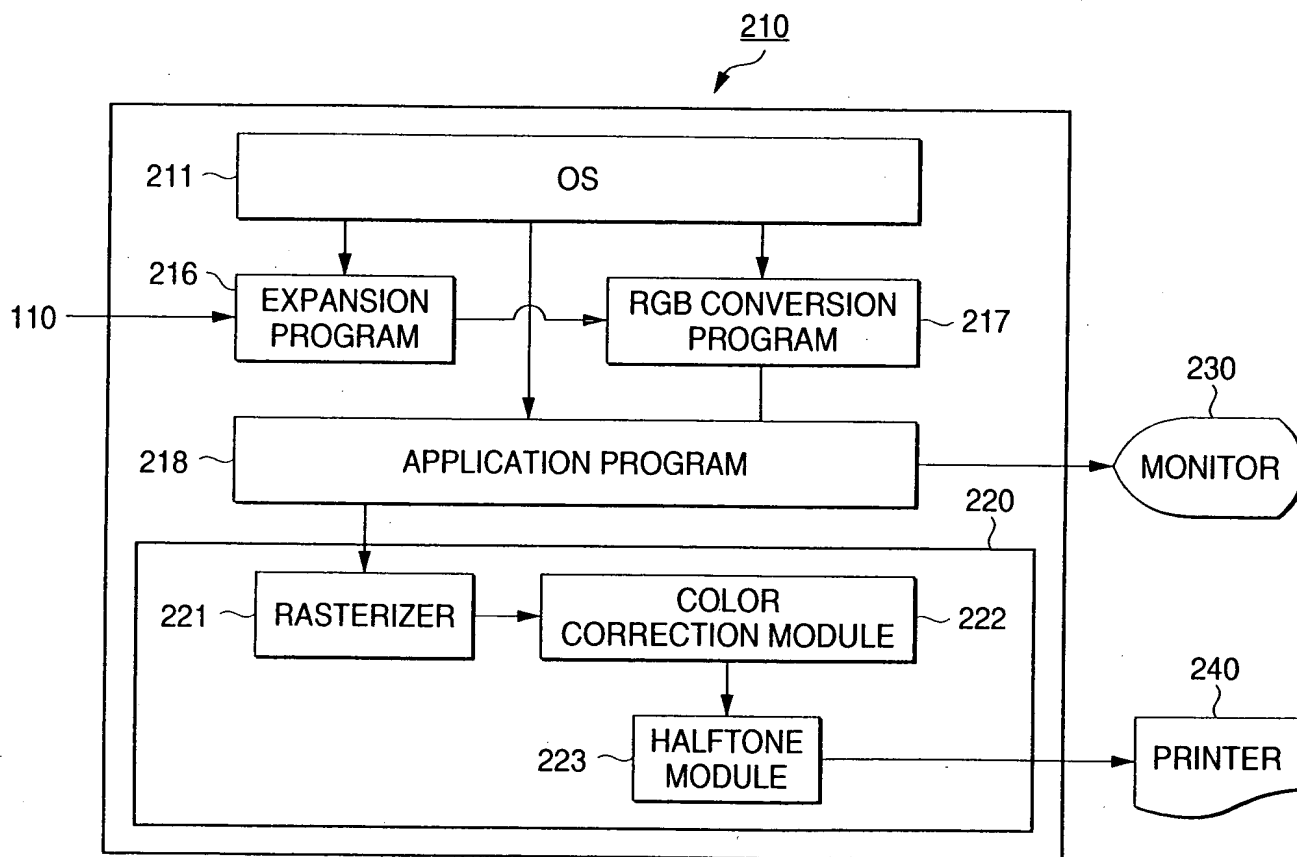 210
211
OS
216
EXPANSION
PROGRAM
RGB CONVERSION
PROGRAM
217
110
230
MONITOR
218
APPLICATION PROGRAM
220
221
RASTERIZER
COLOR
CORRECTION MODULE
222
240
223
HALFTONE
MODULE
PRINTER